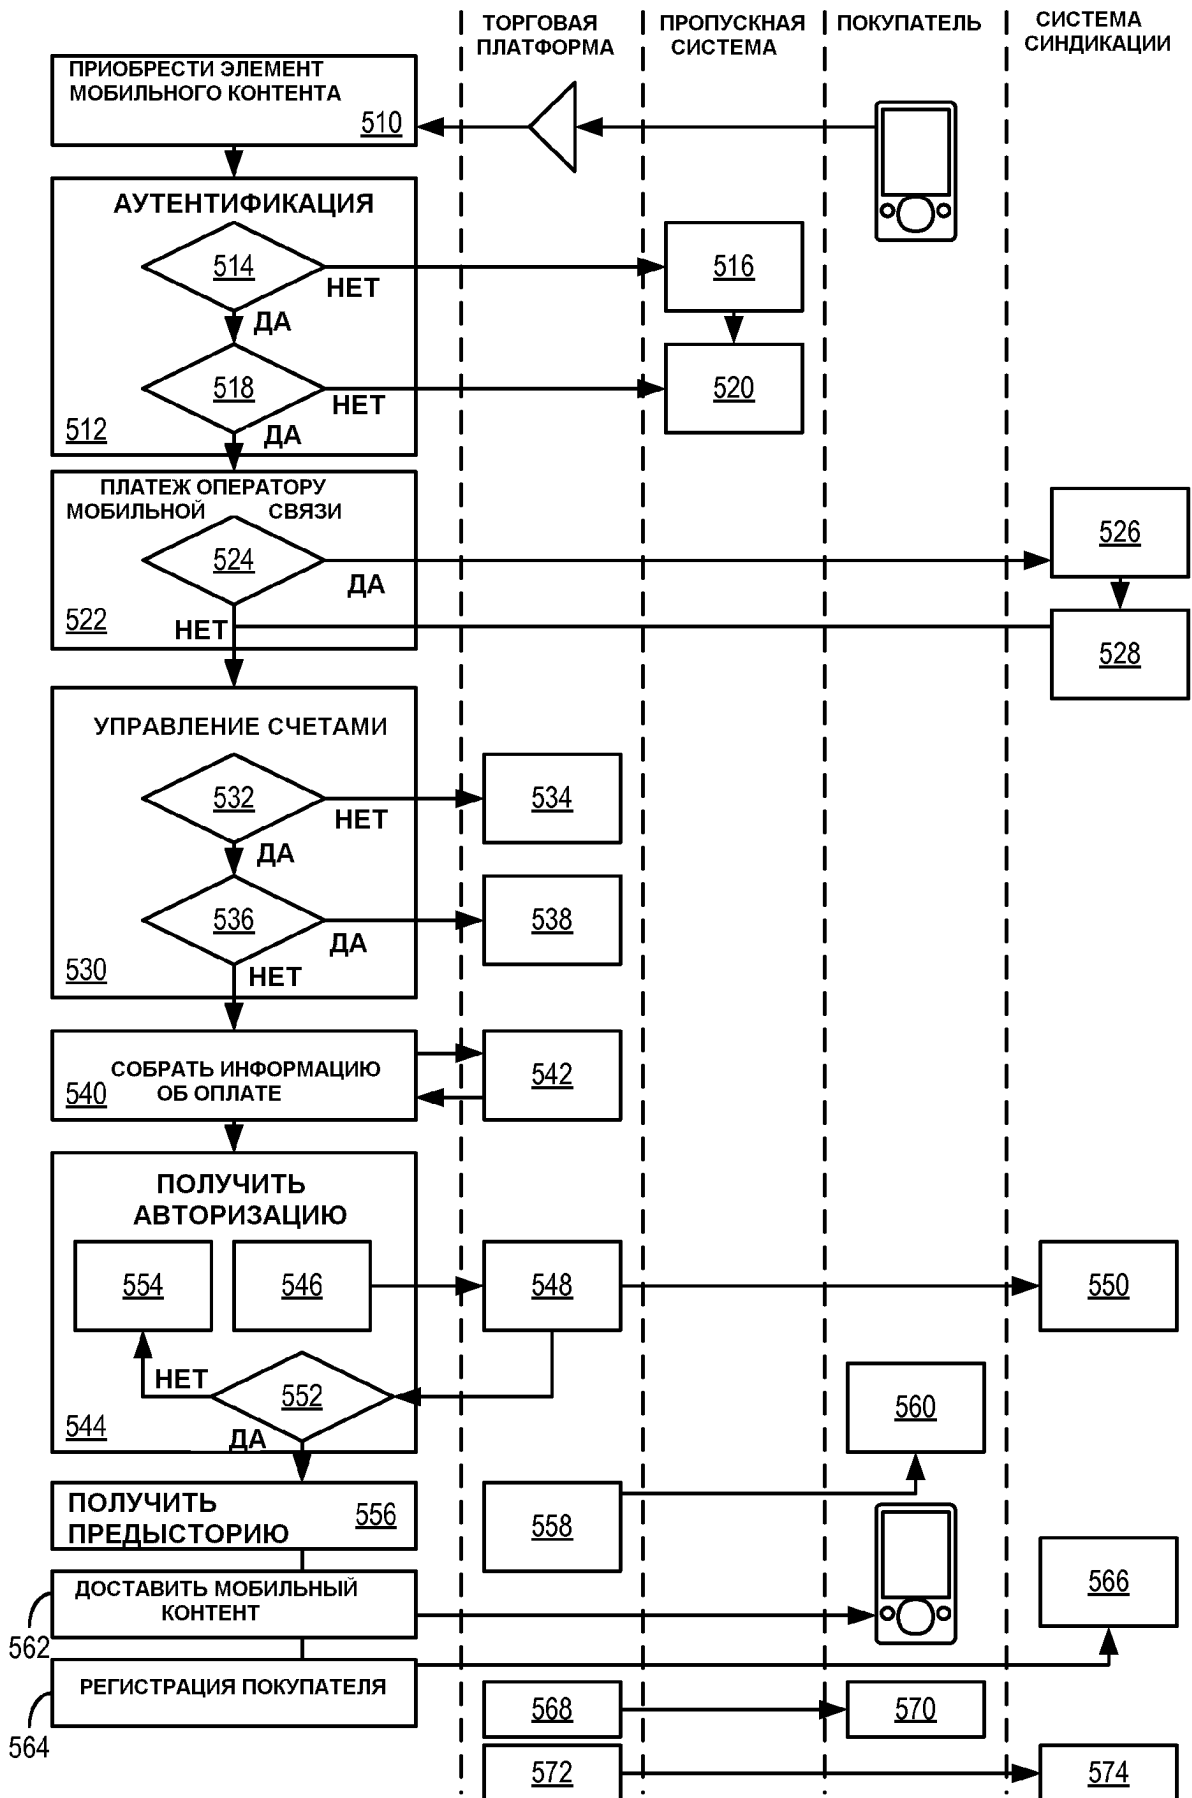 ТОРГОВАЯ
ПЛАТФОРМА
ПРОПУСКНАЯ
СИСТЕМА
ПОКУПАТЕЛЬ
СИСТЕМА
СИНДИКАЦИИ
ПРИОБРЕСТИ ЭЛЕМЕНТ
МОБИЛЬНОГО КОНТЕНТА
510
АУТЕНТИФИКАЦИЯ
514
НЕТ
516
ДА
518
НЕТ
520
512
ДА
ПЛАТЕЖ ОПЕРАТОРУ
МОБИЛЬНОЙ СВЯЗИ
524
ДА
526
522
НЕТ
528
УПРАВЛЕНИЕ СЧЕТАМИ
532
НЕТ
534
ДА
536
ДА
538
530
НЕТ
СОБРАТЬ ИНФОРМАЦИЮ
ОБ ОПЛАТЕ
540
542
ПОЛУЧИТЬ
АВТОРИЗАЦИЮ
554
546
548
550
НЕТ
552
560
544
ДА
ПОЛУЧИТЬ
ПРЕДЫСТОРИЮ
556
558
ДОСТАВИТЬ МОБИЛЬНЫЙ
КОНТЕНТ
562
566
РЕГИСТРАЦИЯ ПОКУПАТЕЛЯ
564
568
570
572
574